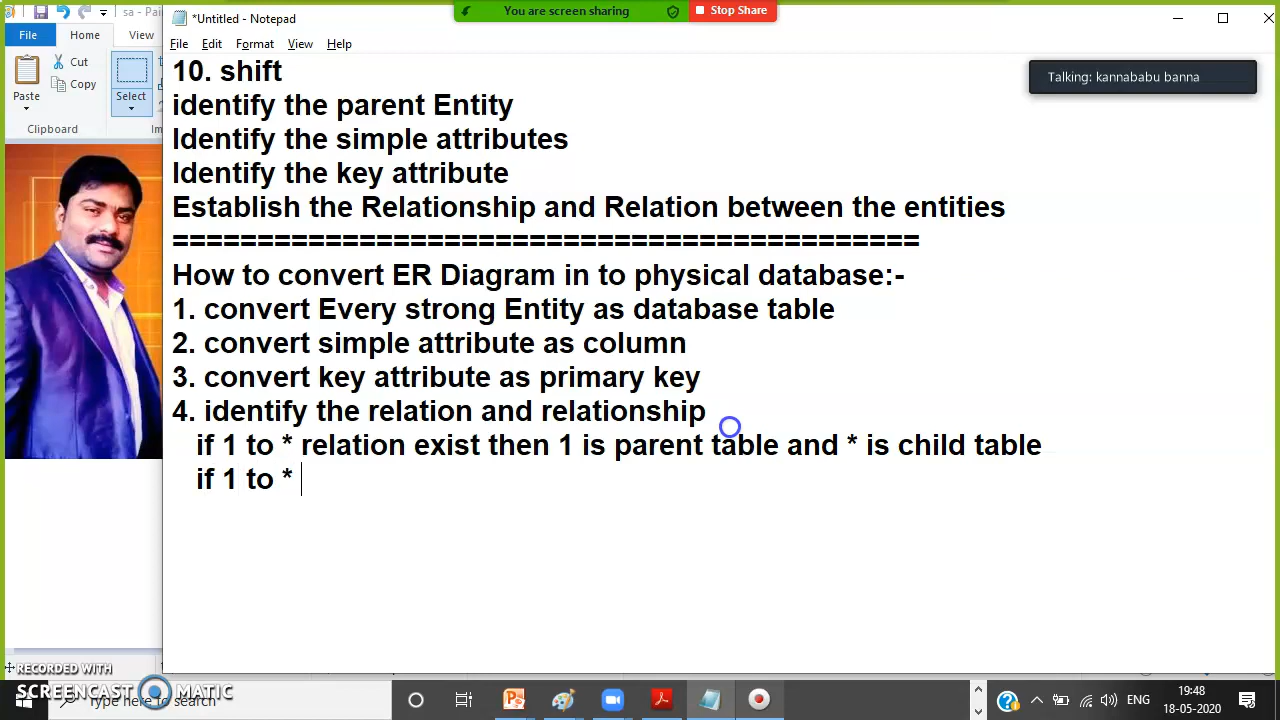 sa - Pai
File
Home
View
Paste
Cut
Copy
Select
Clipboard
Im
*Untitled - Notepad
You are screen sharing
Stop Share
File Edit Format View Help
Talking: kannababu banna
10. shift
identify the parent Entity
Identify the simple attributes
Identify the key attribute
Establish the Relationship and Relation between the entities
============================================
How to convert ER Diagram in to physical database:-
1. convert Every strong Entity as database table
2. convert simple attribute as column
3. convert key attribute as primary key
4. identify the relation and relationship
if 1 to * relation exist then 1 is parent table and * is child table
if 1 to *
RECORDED WITH
SCREENCAST MATIC
Type here to search
ENG
19:48
18-05-2020